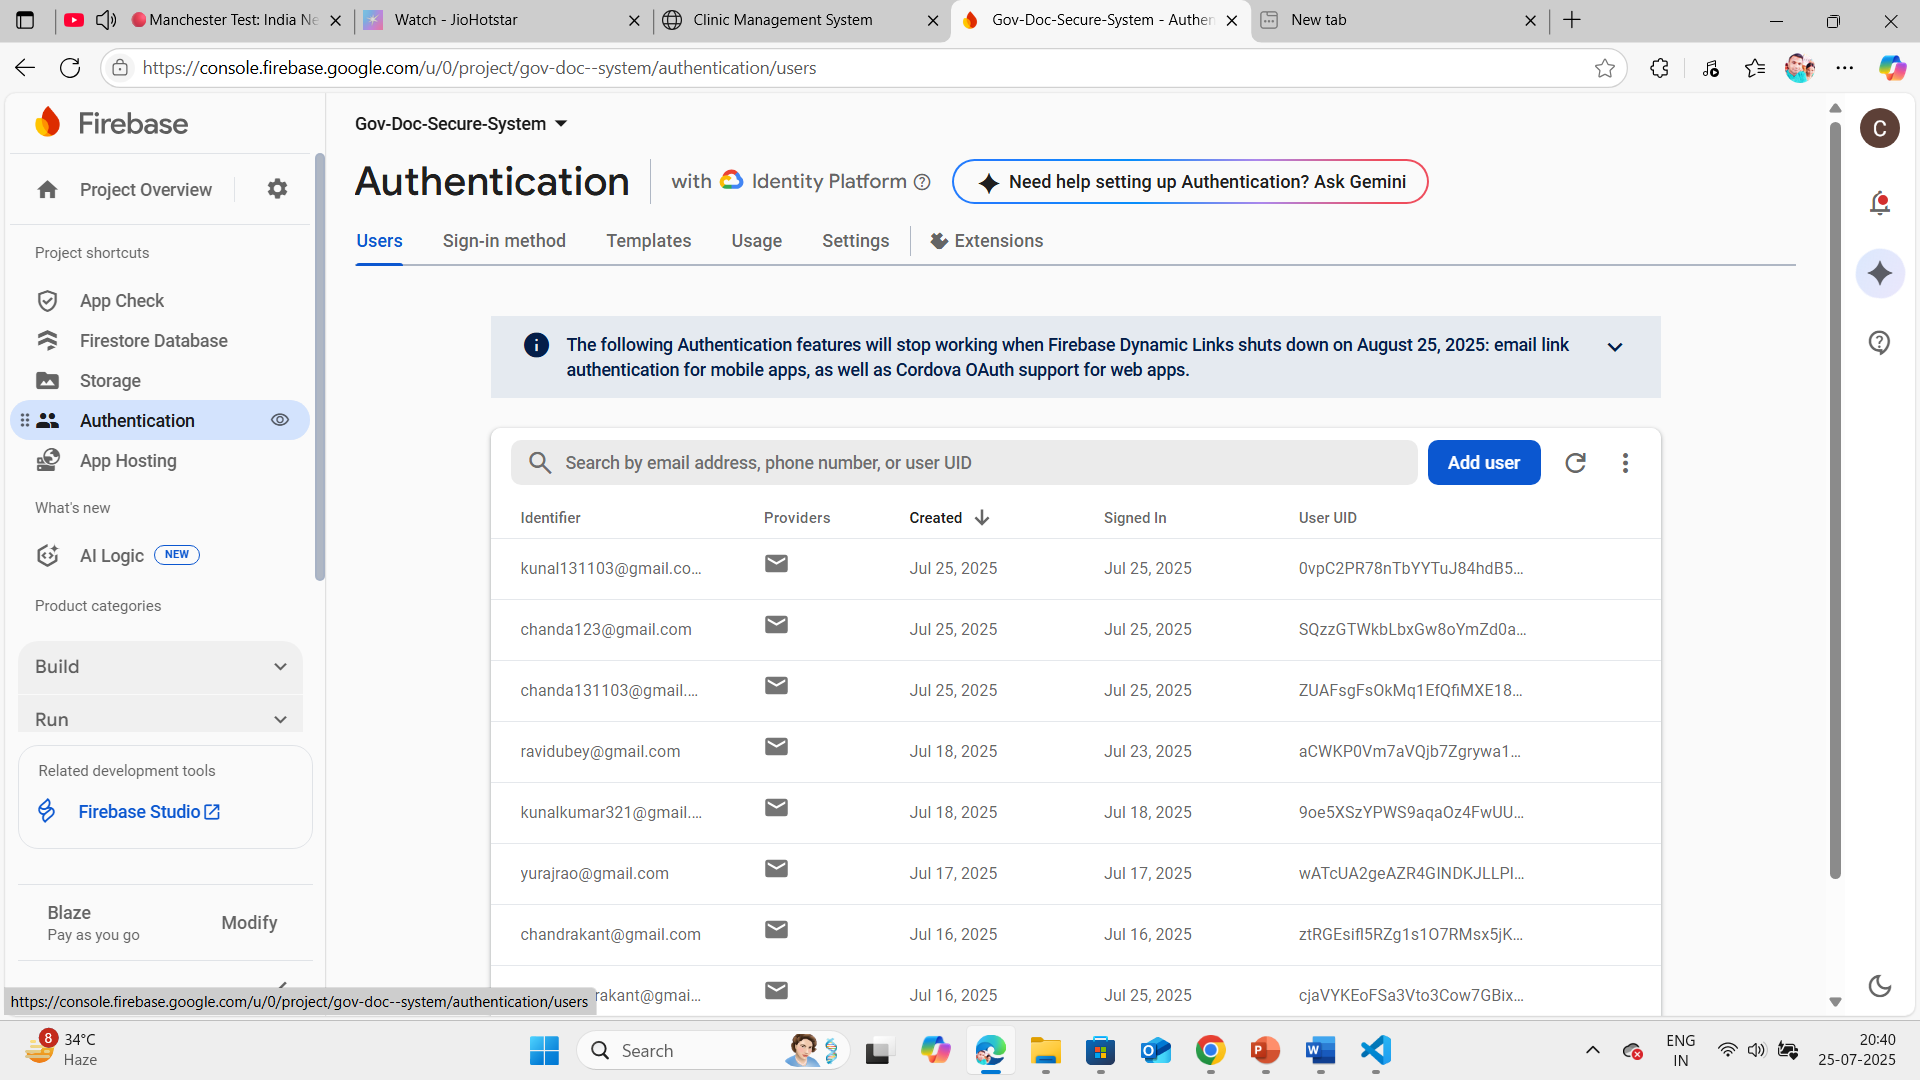 Manchester Test: India Ne
Watch - JioHotstar
Clinic Management System
Gov-Doc-Secure-System - Authen
New tab
https://console.firebase.google.com/u/0/project/gov-doc--system/authentication/users
Firebase
Project Overview
Project shortcuts
App Check
Firestore Database
Storage
Authentication
App Hosting
What's new
AI Logic NEW
Product categories
Build
Run
Related development tools
Firebase Studio
Blaze
Pay as you go
Modify
https://console.firebase.google.com/u/0/project/gov-doc--system/authentication/users
Gov-Doc-Secure-System
Authentication with Identity Platform Need help setting up Authentication? Ask Gemini
Users Sign-in method Templates Usage Settings Extensions
The following Authentication features will stop working when Firebase Dynamic Links shuts down on August 25, 2025: email link
authentication for mobile apps, as well as Cordova OAuth support for web apps.
Search by email address, phone number, or user UID Add user
Identifier Providers Created Signed In User UID
kunal131103@gmail.co... Jul 25, 2025 Jul 25, 2025 0vpC2PR78nTbYYTuJ84hdB5...
chanda123@gmail.com Jul 25, 2025 Jul 25, 2025 SQzzGTWkbLbxGw8oYmZd0a...
chanda131103@gmail.... Jul 25, 2025 Jul 25, 2025 ZUAFsgFsOkMq1EfQfiMXE18...
ravidubey@gmail.com Jul 18, 2025 Jul 23, 2025 aCWKP0Vm7aVQjb7Zgrywa1...
kunalkumar321@gmail.... Jul 18, 2025 Jul 18, 2025 9oe5XSzYPWS9aqaOz4FwUU...
yurajrao@gmail.com Jul 17, 2025 Jul 17, 2025 wATcUA2geAZR4GINDKJLLPI...
chandrakant@gmail.com Jul 16, 2025 Jul 16, 2025 ztRGEsifl5RZg1s1O7RMsx5jK...
rakant@gmai... Jul 16, 2025 Jul 25, 2025 cjaVYKEoFSa3Vto3Cow7GBix...
C
8
34°C
Haze
Search
ENG
IN
20:40
25-07-2025